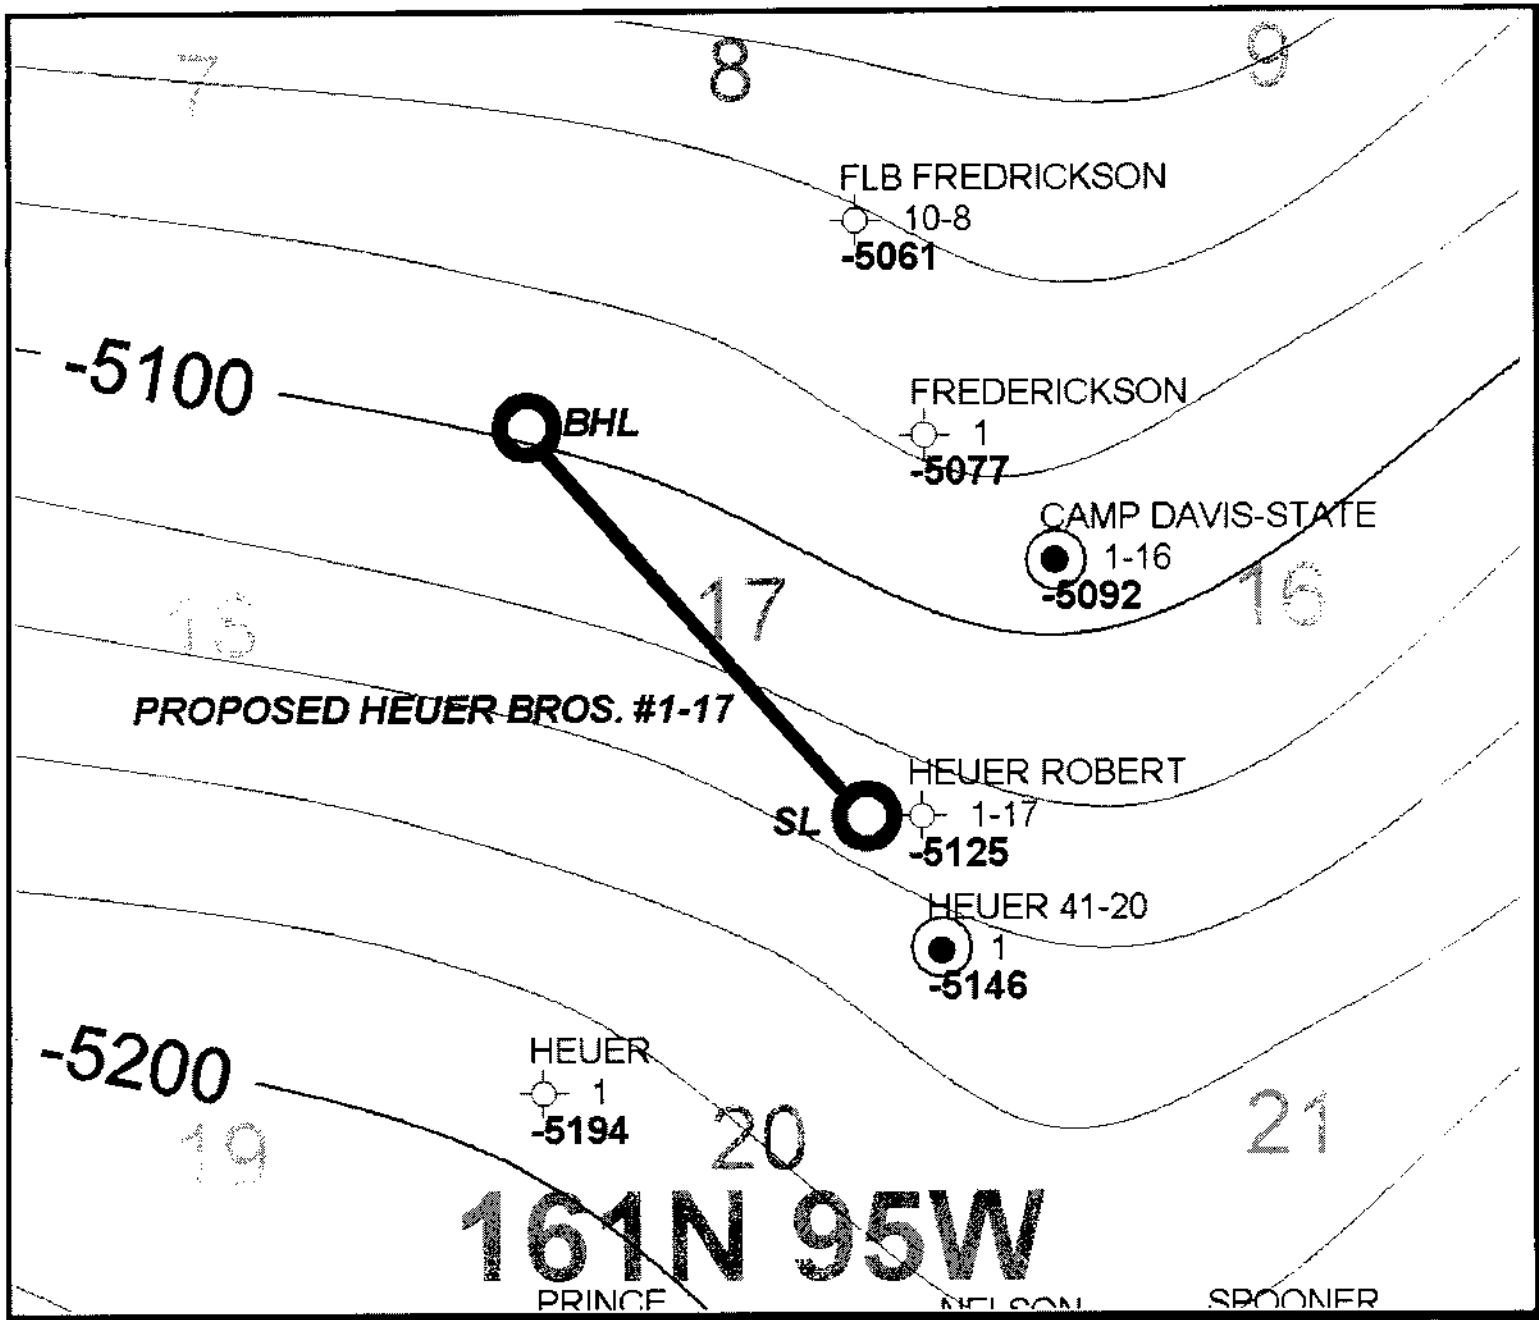 7
8
9
FLB FREDRICKSON
10-8
-5061
-5100
BHL
FREDERICKSON
1
-5077
CAMP DAVIS-STATE
1-16
-5092
17
16
18
PROPOSED HEUER BROS. #1-17
HEUER ROBERT
SL
1-17
-5125
HEUER 41-20
1
-5146
-5200
HEUER
1
-5194
19
20
21
161N 95W
PRINCE
NELSON
SPOONER